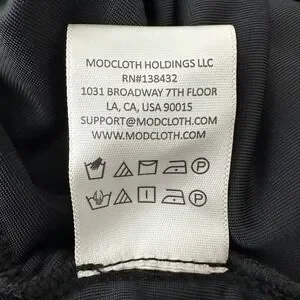 MODCLOTH HOLDINGS LLC
RN#138432
1031 BROADWAY 7TH FLOOR
LA, CA, USA 90015
SUPPORT@MODCLOTH.COM
WWW.MODCLOTH.COM